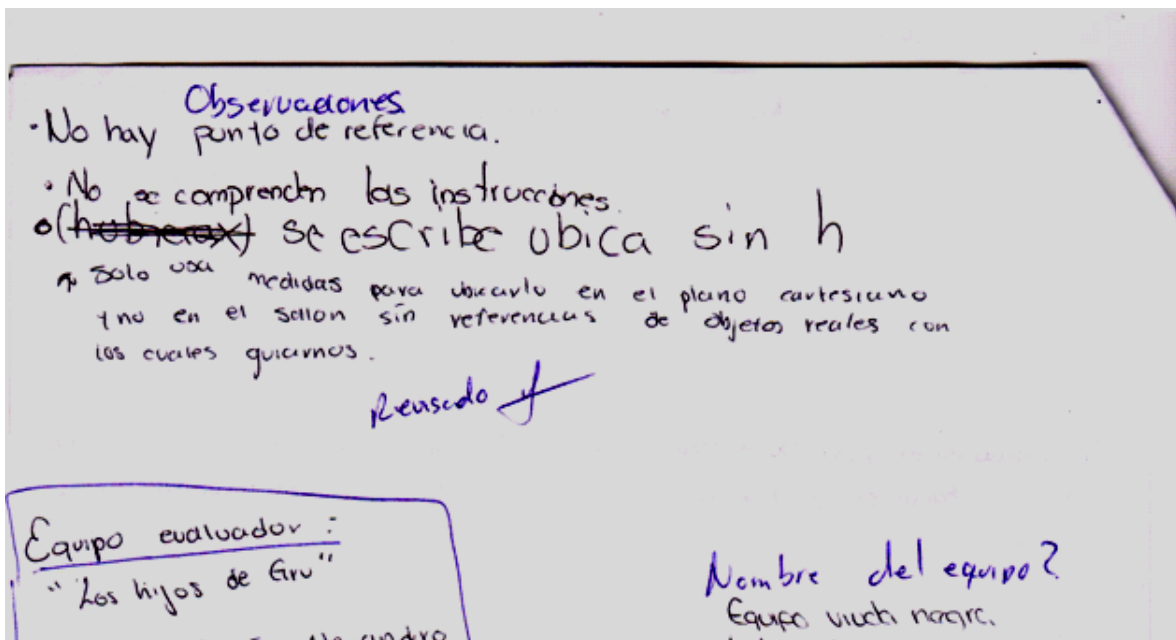 Observaciones
·No hay punto de referencia.
·No se comprenden las instrucciones.
se escribe ubica sin h
Solo usa medidas para ubicarlo en el plano cartesiano
y no en el salon sin referencias de objetos reales con
los cuales guiarnos.
Revisado
Equipo evaluador:
"Los hijos de Gru"
Nombre del equipo?
Equipo viuda negra.